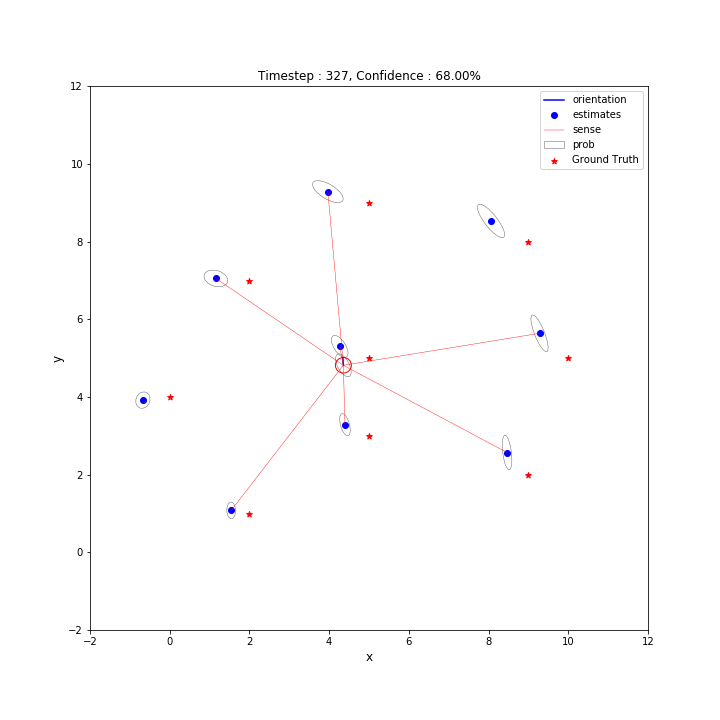 Timestep : 327, Confidence : 68.00%
orientation
estimates
sense
prob
Ground Truth
12
10
8
6
4
2
0
−2
y
−2 0 2 4 6 8 10 12
x